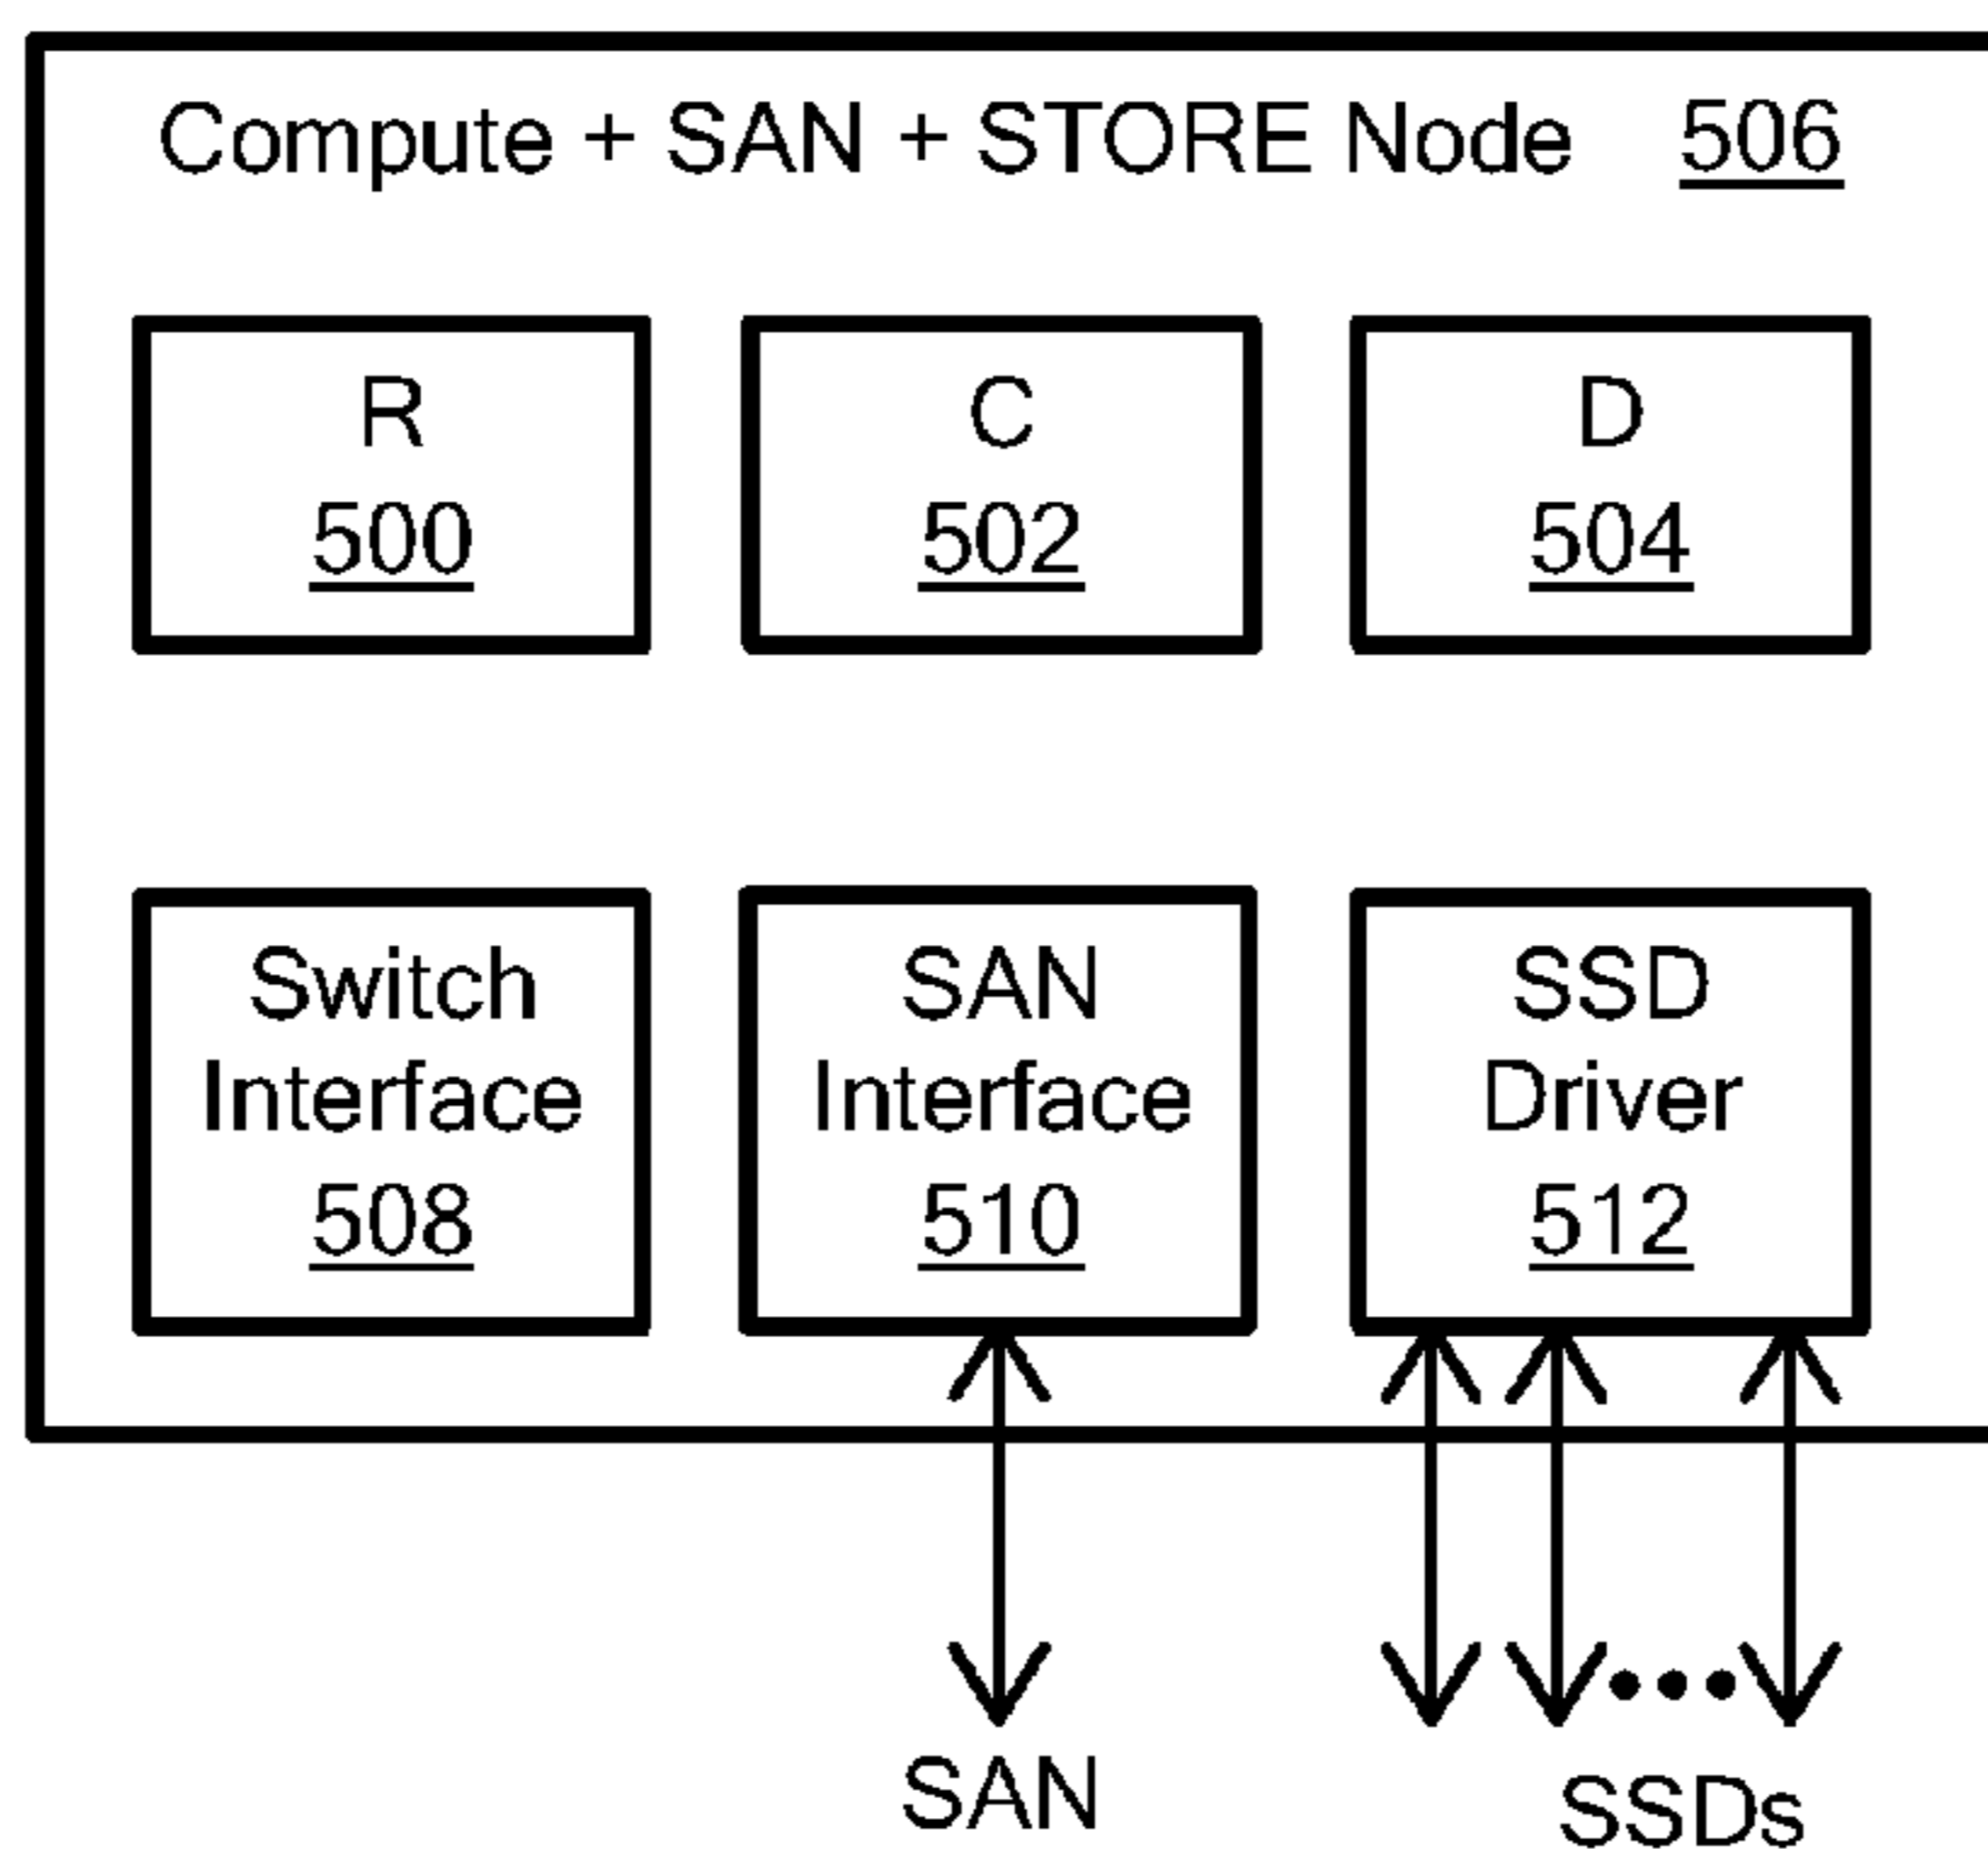 Compute + SAN + STORE Node 506
R
500
C
502
D
504
Switch
Interface
508
SAN
Interface
510
SSD
Driver
512
SAN
SSDs